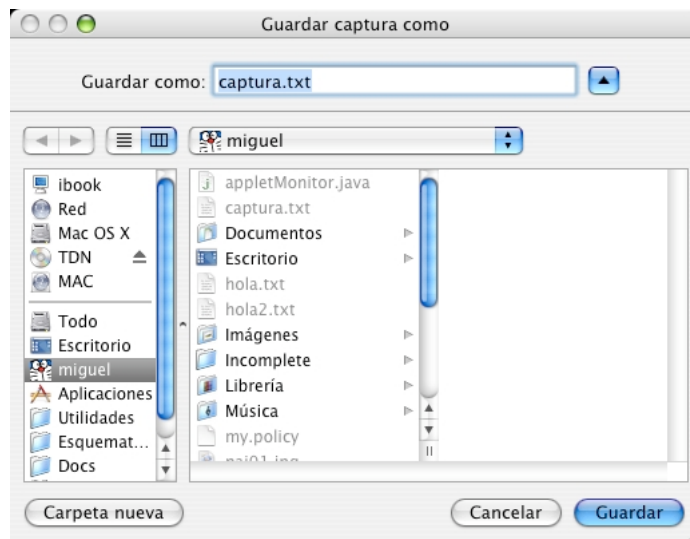 Guardar captura como
Guardar como: captura.txt
miguel
ibook
Red
Mac OS X
TDN
MAC
Todo
Escritorio
miguel
Aplicaciones
Utilidades
Esquemat...
Docs
appletMonitor.java
captura.txt
Documentos
Escritorio
hola.txt
hola2.txt
Imágenes
Incomplete
Librería
Música
my.policy
Carpeta nueva
Cancelar
Guardar